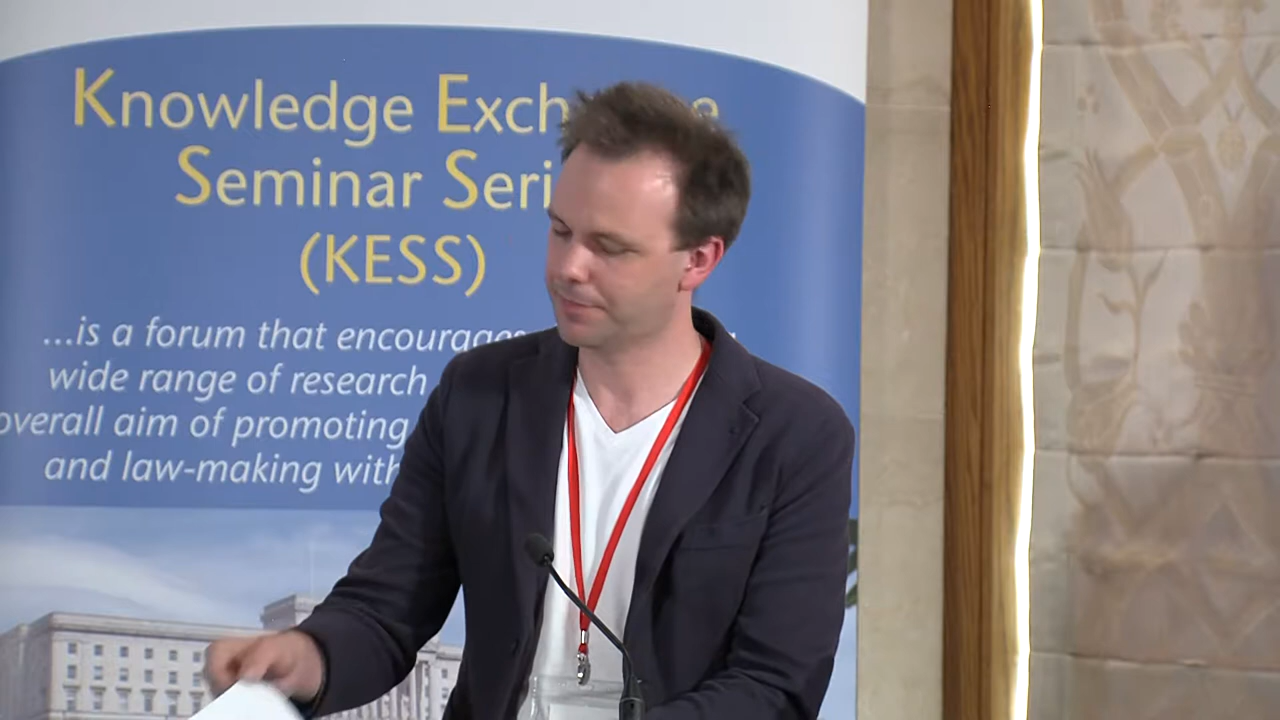 Knowledge Exch
Seminar Seri
(KESS)
...is a forum that encourages
wide range of research
overall aim of promoting
and law-making with